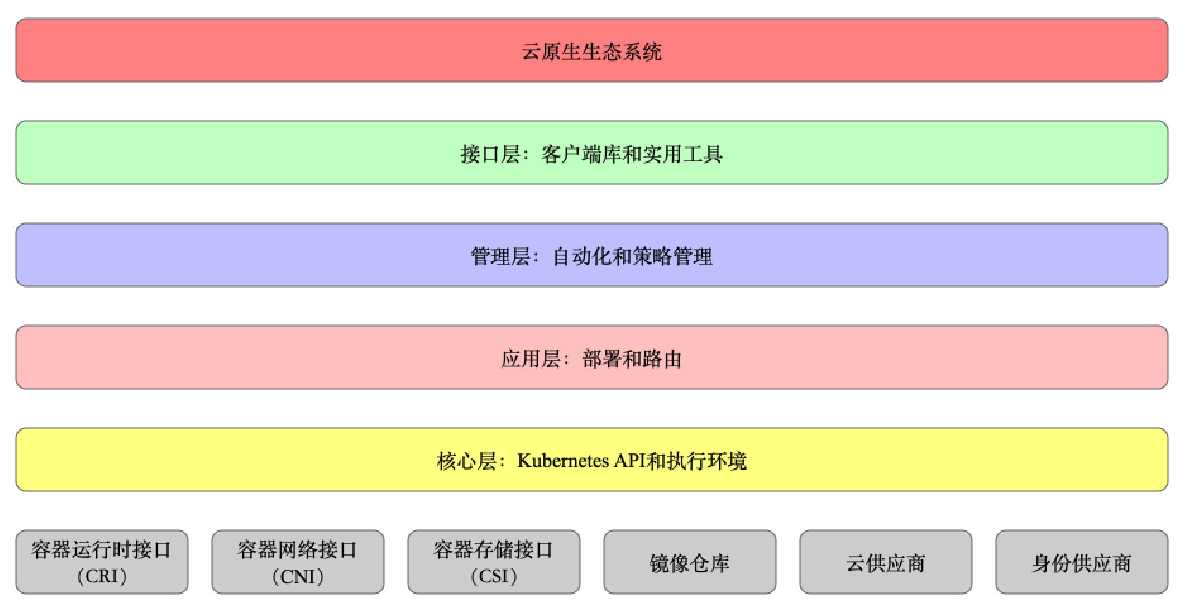 云原生生态系统
接口层：客户端库和实用工具
管理层：自动化和策略管理
应用层：部署和路由
核心层：Kubernetes API和执行环境
容器运行时接口
（CRI）
容器网络接口
（CNI）
容器存储接口
（CSI）
镜像仓库
云供应商
身份供应商